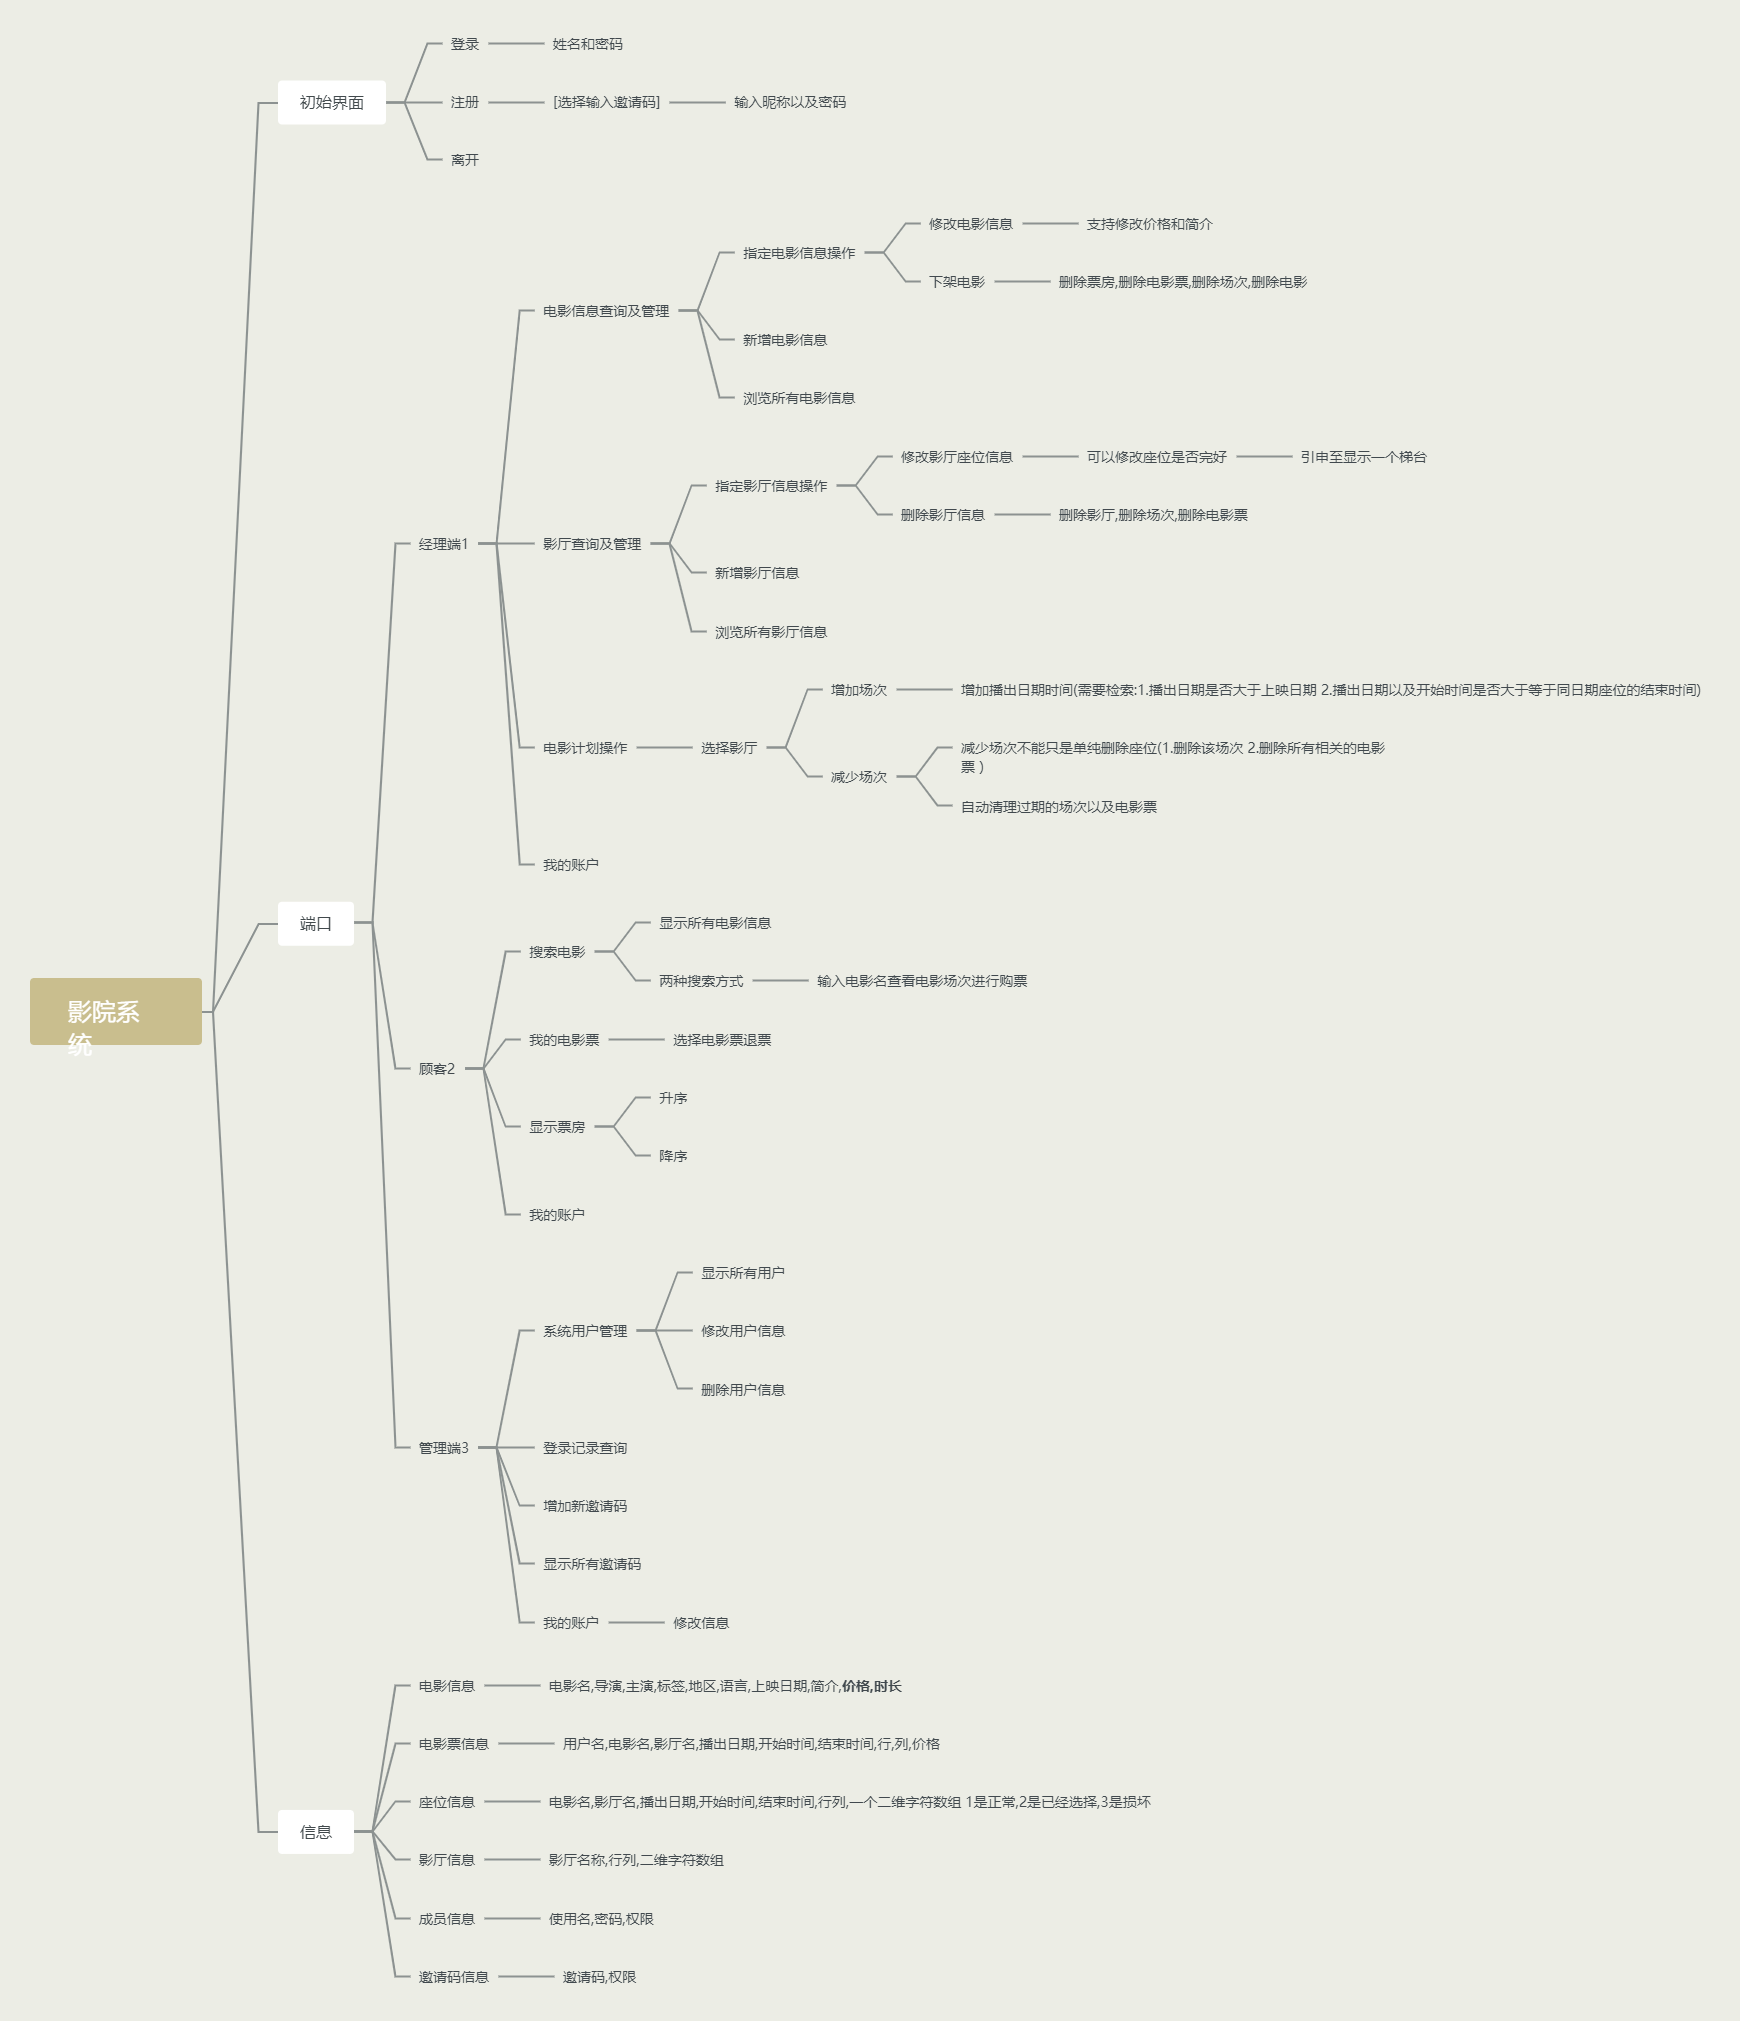 影院系
统
初始界面
登录
姓名和密码
注册
[选择输入邀请码]
输入昵称以及密码
离开
端口
经理端1
电影信息查询及管理
指定电影信息操作
修改电影信息
支持修改价格和简介
下架电影
删除票房,删除电影票,删除场次,删除电影
新增电影信息
浏览所有电影信息
影厅查询及管理
指定影厅信息操作
修改影厅座位信息
可以修改座位是否完好
引申至显示一个梯台
删除影厅信息
删除影厅,删除场次,删除电影票
新增影厅信息
浏览所有影厅信息
电影计划操作
选择影厅
增加场次
增加播出日期时间(需要检索:1.播出日期是否大于上映日期 2.播出日期以及开始时间是否大于等于同日期座位的结束时间)
减少场次
减少场次不能只是单纯删除座位(1.删除该场次 2.删除所有相关的电影
票 )
自动清理过期的场次以及电影票
我的账户
顾客2
搜索电影
显示所有电影信息
两种搜索方式
输入电影名查看电影场次进行购票
我的电影票
选择电影票退票
显示票房
升序
降序
我的账户
管理端3
系统用户管理
显示所有用户
修改用户信息
删除用户信息
登录记录查询
增加新邀请码
显示所有邀请码
我的账户
修改信息
信息
电影信息
电影名,导演,主演,标签,地区,语言,上映日期,简介,价格,时长
电影票信息
用户名,电影名,影厅名,播出日期,开始时间,结束时间,行,列,价格
座位信息
电影名,影厅名,播出日期,开始时间,结束时间,行列,一个二维字符数组 1是正常,2是已经选择,3是损坏
影厅信息
影厅名称,行列,二维字符数组
成员信息
使用名,密码,权限
邀请码信息
邀请码,权限